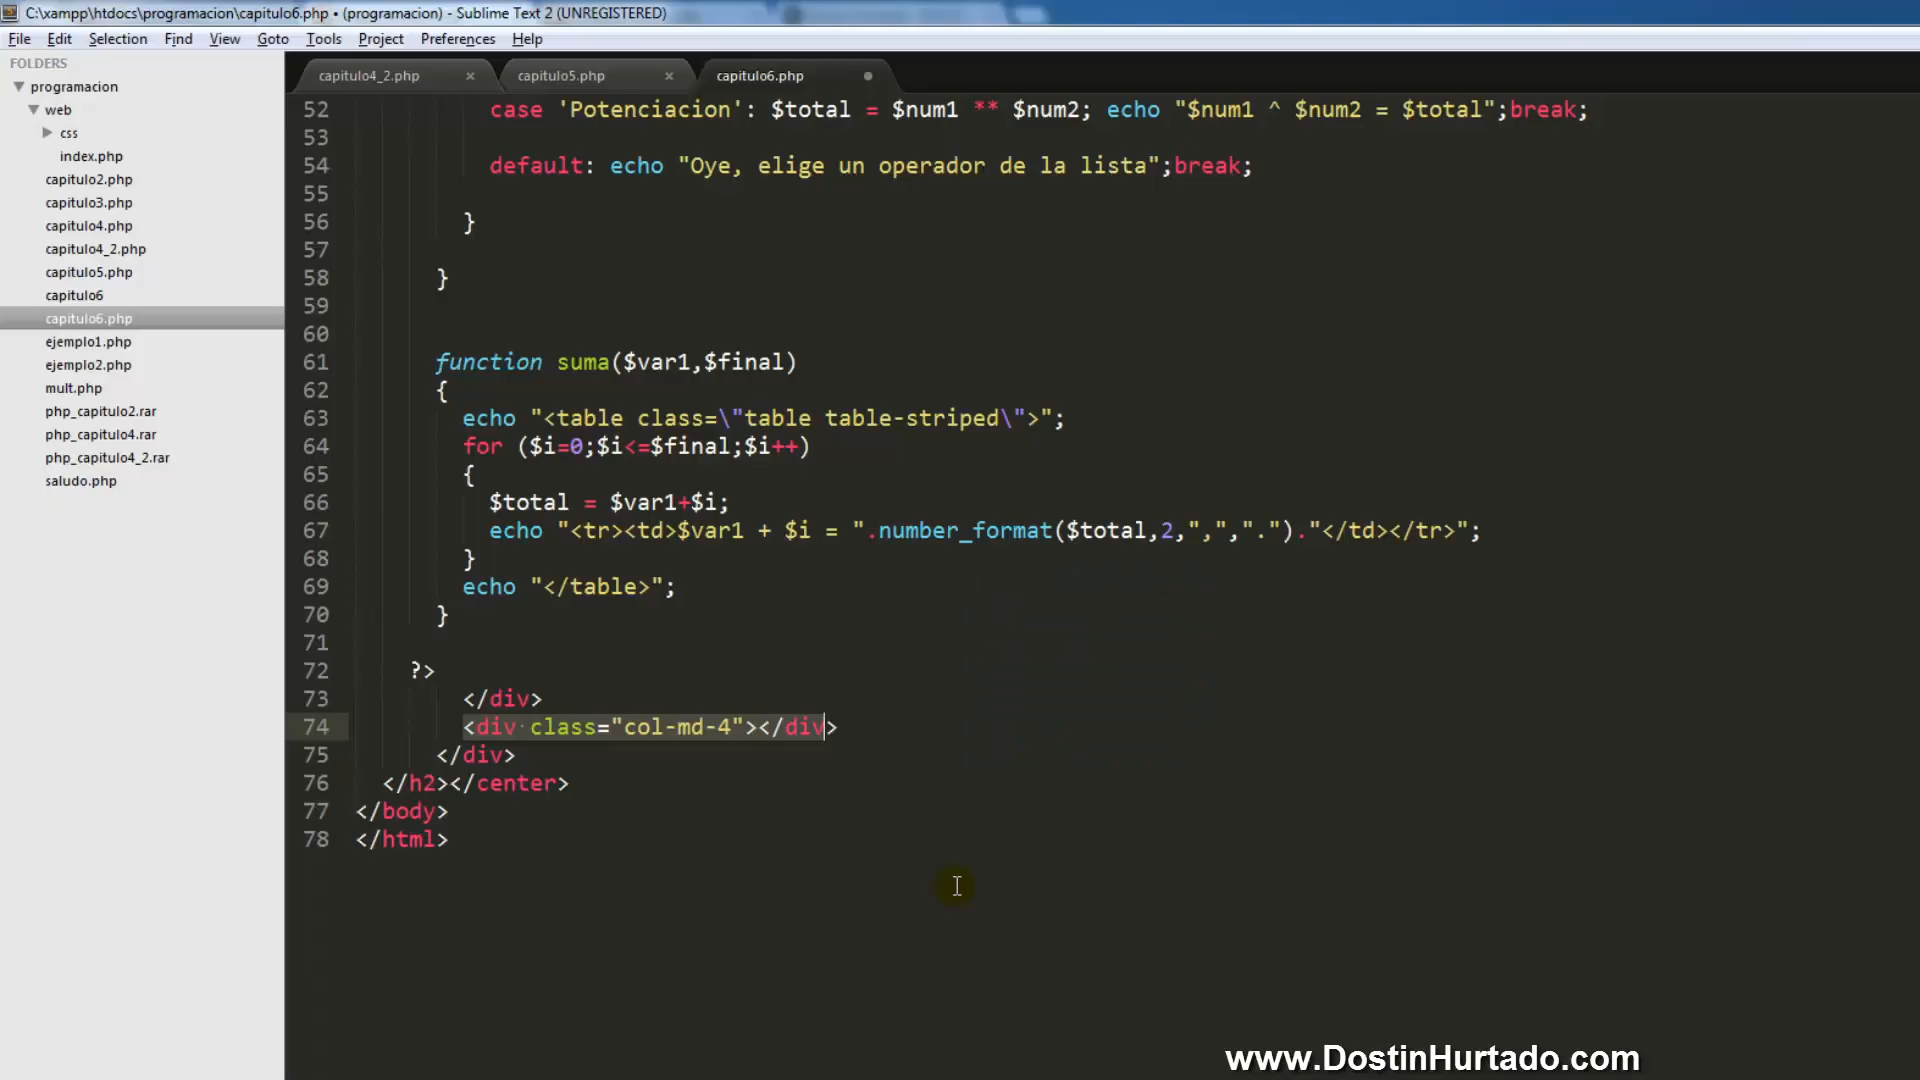 C:\xampp\htdocs\programacion\capitulo6.php • (programacion) - Sublime Text 2 (UNREGISTERED)
File Edit Selection Find View Goto Tools Project Preferences Help
FOLDERS
programacion
web
css
index.php
capitulo2.php
capitulo3.php
capitulo4.php
capitulo4_2.php
capitulo5.php
capitulo6
capitulo6.php
ejemplo1.php
ejemplo2.php
mult.php
php_capitulo2.rar
php_capitulo4.rar
php_capitulo4_2.rar
saludo.php
capitulo4_2.php × capitulo5.php × capitulo6.php
52 case 'Potenciacion': $total = $num1 ** $num2; echo "$num1 ^ $num2 = $total";break;
53
54 default: echo "Oye, elige un operador de la lista";break;
55
56 }
57
58 }
59
60
61 function suma($var1,$final)
62 {
63 echo "<table class=\"table table-striped\">";
64 for ($i=0;$i<=$final;$i++)
65 {
66 $total = $var1+$i;
67 echo "<tr><td>$var1 + $i = ".number_format($total,2,",",".")."</td></tr>";
68 }
69 echo "</table>";
70 }
71
72 ?>
73 </div>
74 <div class="col-md-4"></div>
75 </div>
76 </h2></center>
77 </body>
78 </html>
www.DostinHurtado.com